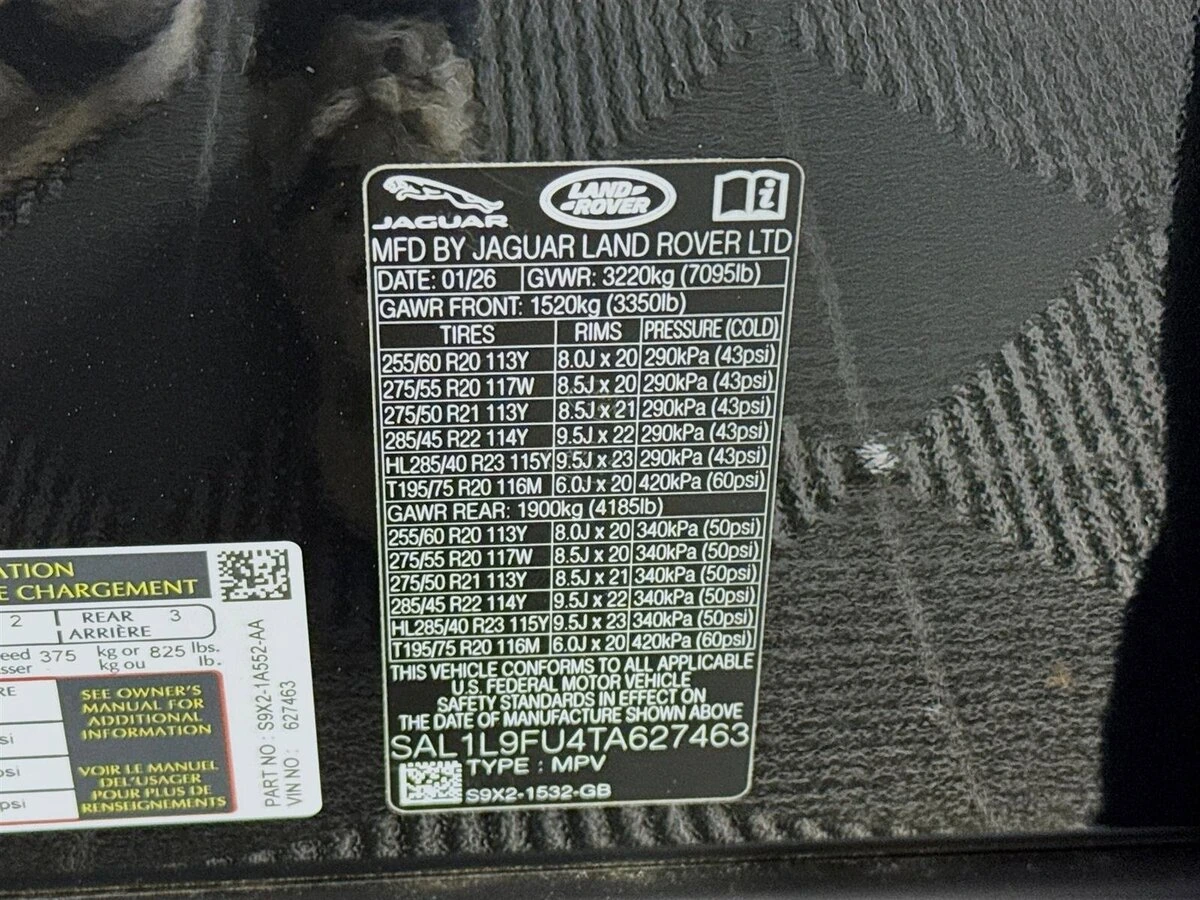 JAGUAR
LAND-
-ROVER
i
MFD BY JAGUAR LAND ROVER LTD
DATE: 01/26 GVWR: 3220kg (7095lb)
GAWR FRONT: 1520kg (3350lb)
TIRES RIMS PRESSURE (COLD)
255/60 R20 113Y 8.0J x 20 290kPa (43psi)
275/55 R20 117W 8.5J x 20 290kPa (43psi)
275/50 R21 113Y 8.5J x 21 290kPa (43psi)
285/45 R22 114Y 9.5J x 22 290kPa (43psi)
HL285/40 R23 115Y 9.5J x 23 290kPa (43psi)
T195/75 R20 116M 6.0J x 20 420kPa (60psi)
GAWR REAR: 1900kg (4185lb)
255/60 R20 113Y 8.0J x 20 340kPa (50psi)
275/55 R20 117W 8.5J x 20 340kPa (50psi)
275/50 R21 113Y 8.5J x 21 340kPa (50psi)
285/45 R22 114Y 9.5J x 22 340kPa (50psi)
HL285/40 R23 115Y 9.5J x 23 340kPa (50psi)
T195/75 R20 116M 6.0J x 20 420kPa (60psi)
THIS VEHICLE CONFORMS TO ALL APPLICABLE
U.S. FEDERAL MOTOR VEHICLE
SAFETY STANDARDS IN EFFECT ON
THE DATE OF MANUFACTURE SHOWN ABOVE
SAL1L9FU4TA627463
TYPE : MPV
S9X2-1532-GB
ATION
E CHARGEMENT
2 REAR 3
ARRIÈRE
eed 375 kg or 825 lbs.
sser kg ou lb.
RE
si
psi
psi
SEE OWNER'S
MANUAL FOR
ADDITIONAL
INFORMATION
VOIR LE MANUEL
DEL'USAGER
POUR PLUS DE
RENSEIGNEMENTS
PART NO : S9X2-1A552-AA
VIN NO : 627463